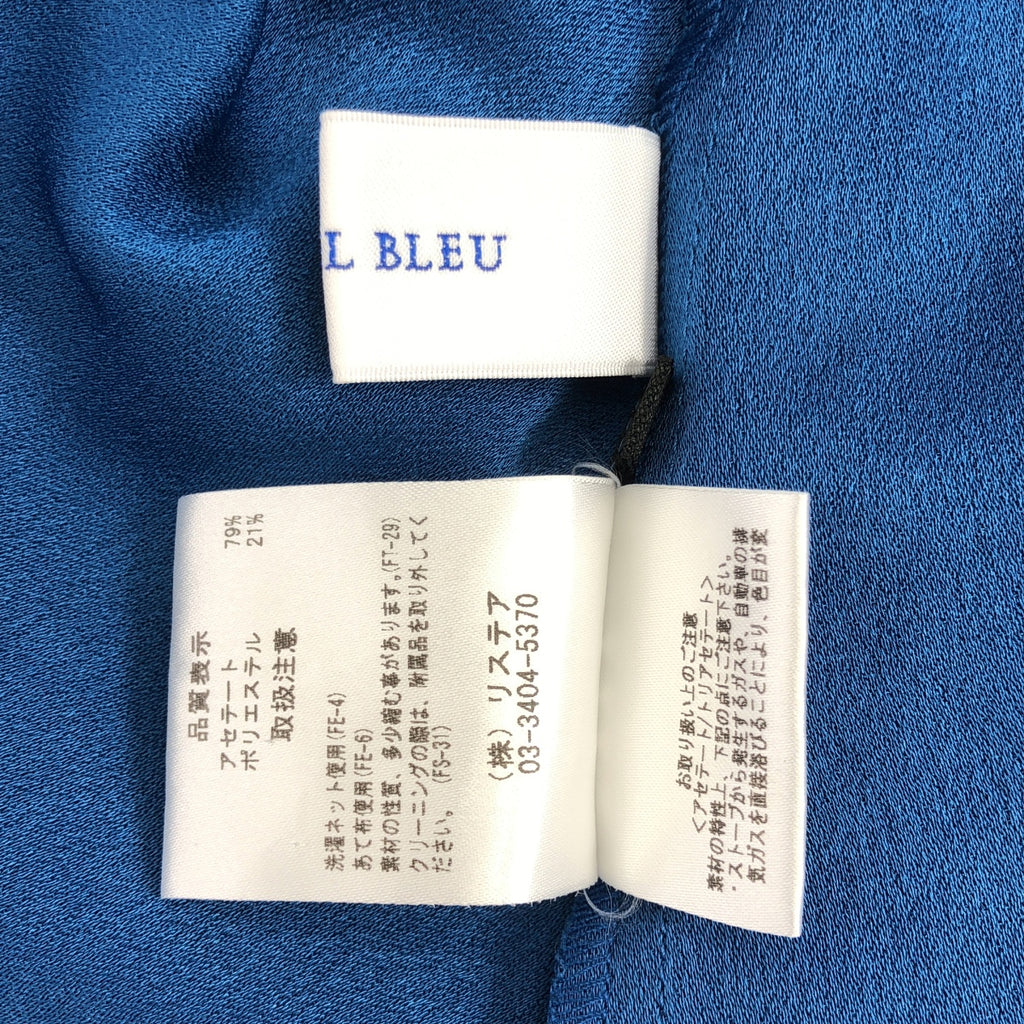 L BLEU
品質表示
アセテート 79%
ポリエステル 21%
取扱注意
洗濯ネット使用(FE-4)
あて布使用(FE-6)
素材の性質、多少縮む事があります。(FT-29)
クリーニングの際は、附属品を取り外してく
ださい。(FS-31)
(株) リステア
03-3404-5370
お取り扱い上のご注意
<アセテート/トリアセテート>
素材の特性上、下記の点にご注意下さい。
・ストーブから発生するガスや、自動車の排
気ガスを直接浴びることにより、色目が変